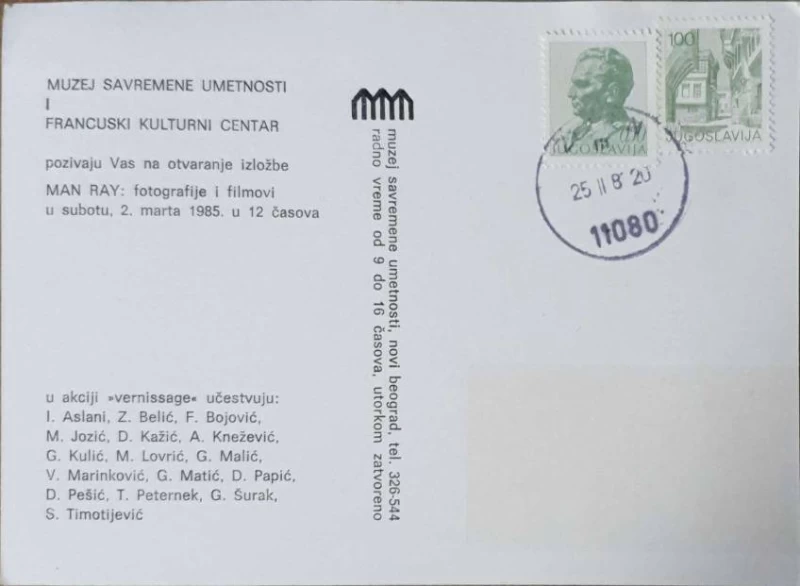 MUZEJ SAVREMENE UMETNOSTI
I
FRANCUSKI KULTURNI CENTAR
pozivaju Vas na otvaranje izložbe
MAN RAY: fotografije i filmovi
u subotu, 2. marta 1985. u 12 časova
u akciji »vernissage« učestvuju:
I. Aslani, Z. Belić, F. Bojović,
M. Jozić, D. Kažić, A. Knežević,
G. Kulić, M. Lovrić, G. Malić,
V. Marinković, G. Matić, D. Papić,
D. Pešić, T. Peternek, G. Šurak,
S. Timotijević
muzej savremene umetnosti, novi beograd, tel. 326-544
radno vreme od 9 do 16 časova, utorkom zatvoreno
100
JUGOSLAVIJA
25 II 8 20
11080